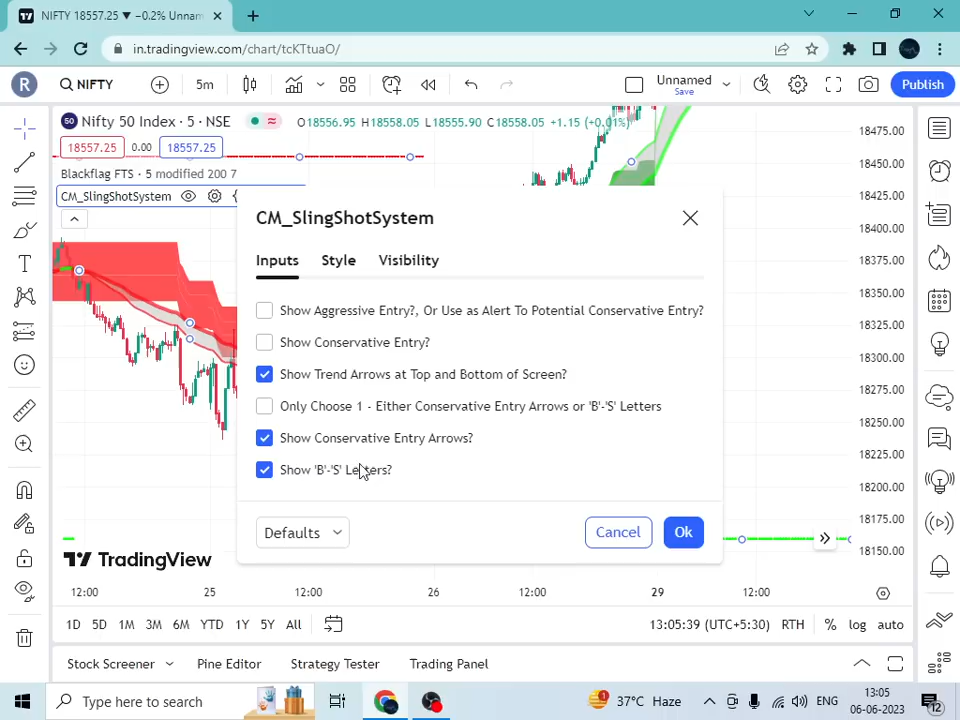 NIFTY 18557.25 ▼ −0.2% Unnam
in.tradingview.com/chart/tcKTtuaO/
R
NIFTY
5m
Unnamed
Save
Publish
50 Nifty 50 Index · 5 · NSE
O18556.95 H18558.05 L18555.90 C18558.05 +1.15 (+0.01%)
18557.25 0.00 18557.25
Blackflag FTS · 5 modified 200 7
CM_SlingShotSystem
CM_SlingShotSystem
Inputs Style Visibility
Show Aggressive Entry?, Or Use as Alert To Potential Conservative Entry?
Show Conservative Entry?
Show Trend Arrows at Top and Bottom of Screen?
Only Choose 1 - Either Conservative Entry Arrows or 'B'-'S' Letters
Show Conservative Entry Arrows?
Show 'B'-'S' Letters?
Defaults
Cancel
Ok
18475.00
18450.00
18425.00
18400.00
18375.00
18350.00
18325.00
18300.00
18275.00
18250.00
18225.00
18200.00
18175.00
18150.00
TradingView
12:00 25 12:00 26 12:00 29 12:00
1D 5D 1M 3M 6M YTD 1Y 5Y All
13:05:39 (UTC+5:30) RTH % log auto
Stock Screener Pine Editor Strategy Tester Trading Panel
Type here to search
37°C Haze
ENG
13:05
06-06-2023
12